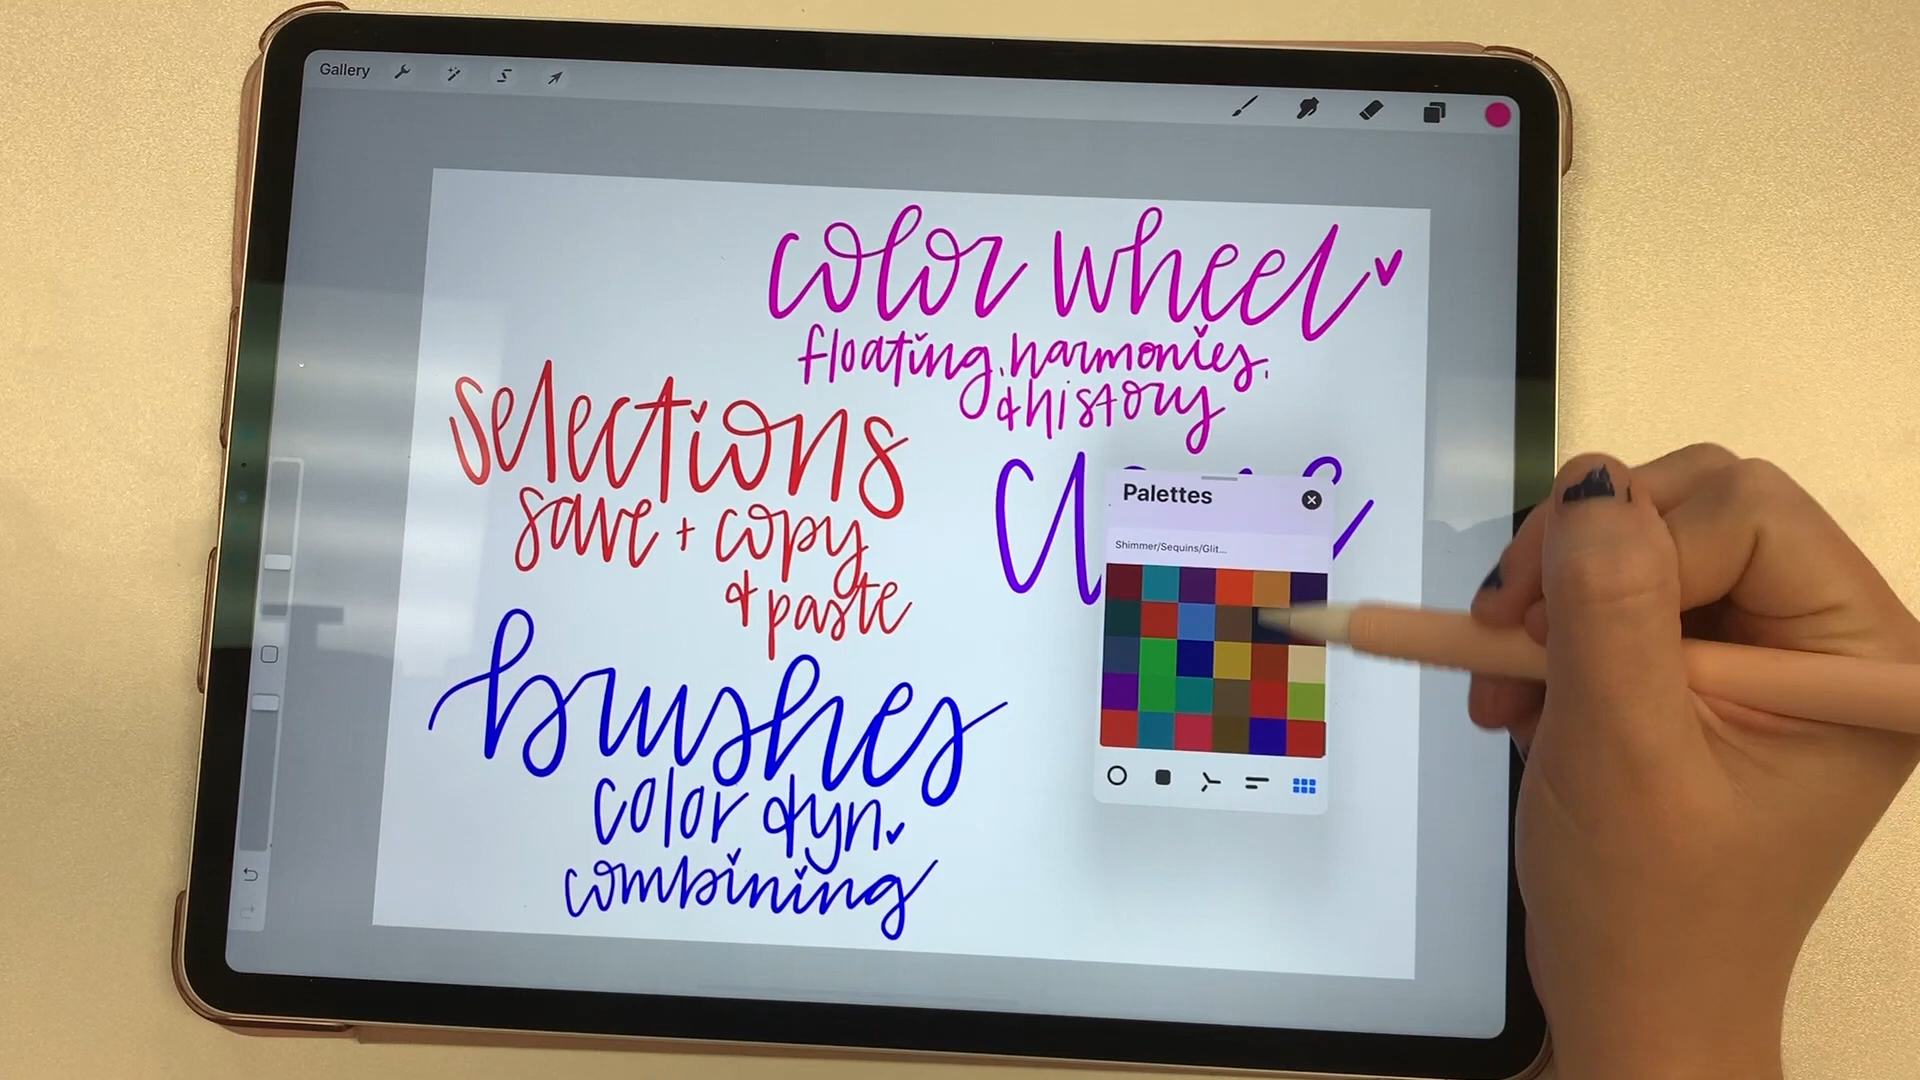 Gallery
color wheel
floating, harmonies,
& history
selections
save + copy
& paste
Palettes
Shimmer/Sequins/Glit...
brushes
color dyn.
combining